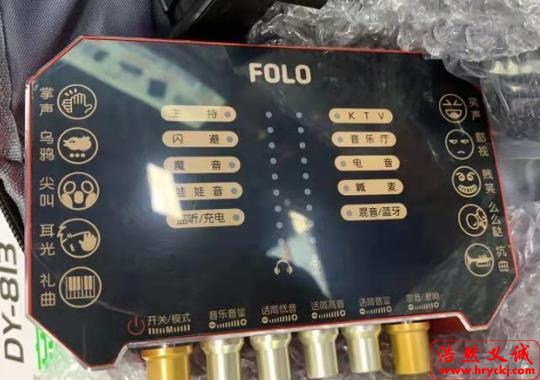 FOLO
掌声
乌鸦
尖叫
耳光
礼曲
主持
闪避
魔音
娃娃音
监听/充电
KTV
音乐厅
电音
喊麦
混音/蓝牙
笑声
鄙视
贱笑
么么哒
坑曲
开关/模式
音乐音量
话筒低音
话筒高音
话筒音量
DY-813
浩然义诚
www.hryckj.com